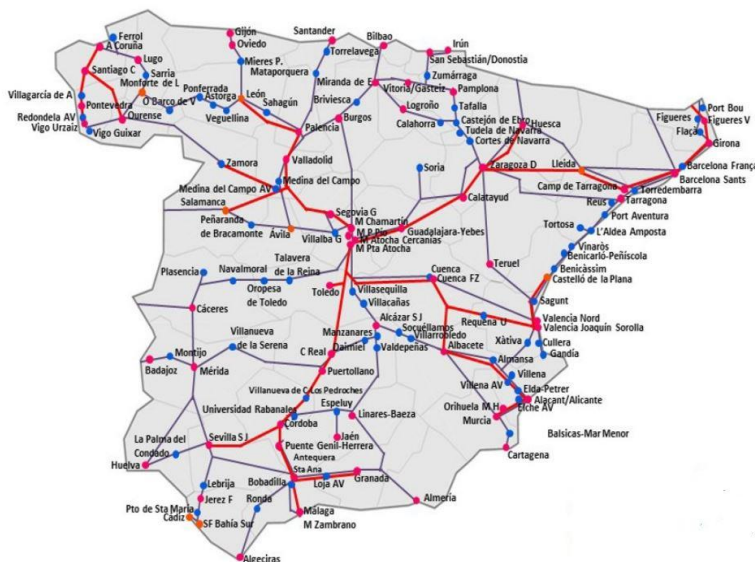 Ferrol
A Coruña
Lugo
Sarria
Santiago C
Monforte de L
Villagarcía de A
Pontevedra
O Barco de V
Redondela AV
Ourense
Vigo Urzaiz
Vigo Guixar
Gijón
Oviedo
Mieres P.
Mataporquera
Ponferrada
Astorga
León
Veguellina
Sahagún
Santander
Torrelavega
Bilbao
Irún
San Sebastián/Donostia
Zumárraga
Miranda de E
Vitoria/Gasteiz
Pamplona
Briviesca
Logroño
Tafalla
Palencia
Burgos
Calahorra
Castejón de Ebro
Tudela de Navarra
Cortes de Navarra
Huesca
Port Bou
Figueres
Figueres V
Flaçà
Girona
Zamora
Valladolid
Soria
Zaragoza D
Lleida
Barcelona França
Barcelona Sants
Medina del Campo
Medina del Campo AV
Camp de Tarragona
Torredembarra
Salamanca
Segovia G
Calatayud
Reus
Tarragona
Peñaranda
de Bracamonte
Ávila
Villalba G
M Chamartín
M P.Pío
M Atocha Cercanias
M Pta Atocha
Guadalajara-Yebes
Port Aventura
Tortosa
L'Aldea Amposta
Vinaròs
Benicarló-Peñíscola
Teruel
Benicàssim
Castelló de la Plana
Plasencia
Navalmoral
Talavera
de la Reina
Oropesa
de Toledo
Toledo
Villasequilla
Villacañas
Cuenca
Cuenca FZ
Sagunt
Cáceres
Requena U
Valencia Nord
Valencia Joaquín Sorolla
Alcázar S J
Socuéllamos
Villarrobledo
Manzanares
Daimiel
Valdepeñas
Albacete
Xàtiva
Cullera
Gandía
Almansa
Villanueva
de la Serena
C Real
Montijo
Badajoz
Mérida
Puertollano
Villena
Villena AV
Elda-Petrer
Alacant/Alicante
Elche AV
Orihuela M.H
Murcia
Villanueva de C-Los Pedroches
Universidad Rabanales
Espeluy
Linares-Baeza
Córdoba
Balsicas-Mar Menor
Cartagena
La Palma del
Condado
Sevilla S J
Puente Genil-Herrera
Jaén
Huelva
Antequera
Sta Ana
Lebrija
Bobadilla
Loja AV
Granada
Jerez F
Ronda
Almería
Pto de Sta Maria
Cádiz
SF Bahía Sur
Málaga
M Zambrano
Algeciras